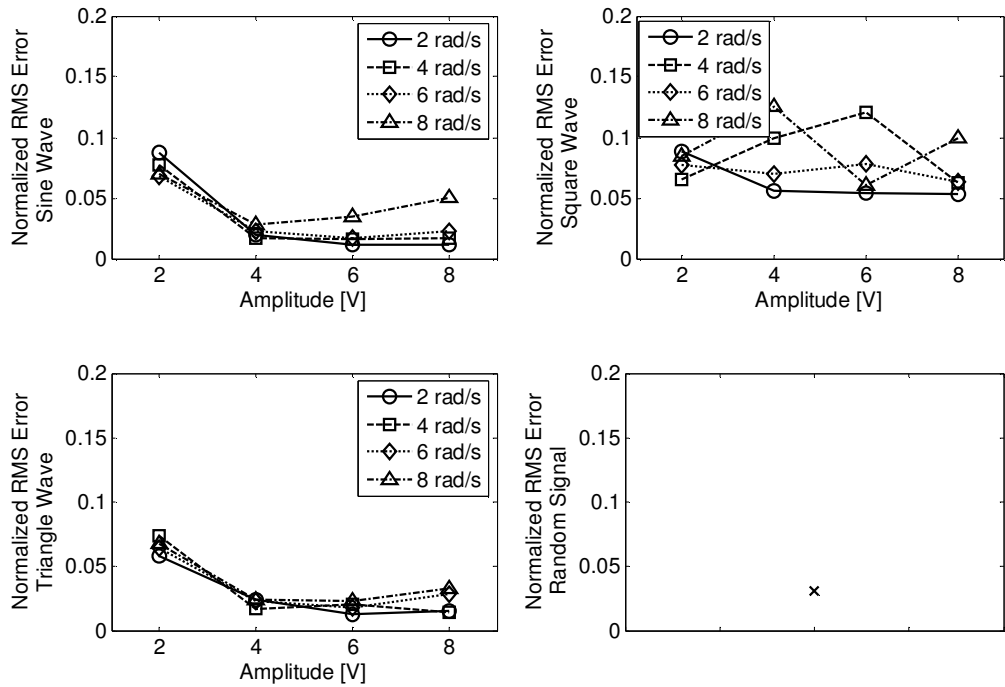 0.2
0.15
0.1
0.05
0
Normalized RMS Error
Sine Wave
2 rad/s
4 rad/s
6 rad/s
8 rad/s
2 4 6 8
Amplitude [V]
0.2
0.15
0.1
0.05
0
Normalized RMS Error
Square Wave
2 rad/s
4 rad/s
6 rad/s
8 rad/s
2 4 6 8
Amplitude [V]
0.2
0.15
0.1
0.05
0
Normalized RMS Error
Triangle Wave
2 rad/s
4 rad/s
6 rad/s
8 rad/s
2 4 6 8
Amplitude [V]
0.2
0.15
0.1
0.05
0
Normalized RMS Error
Random Signal